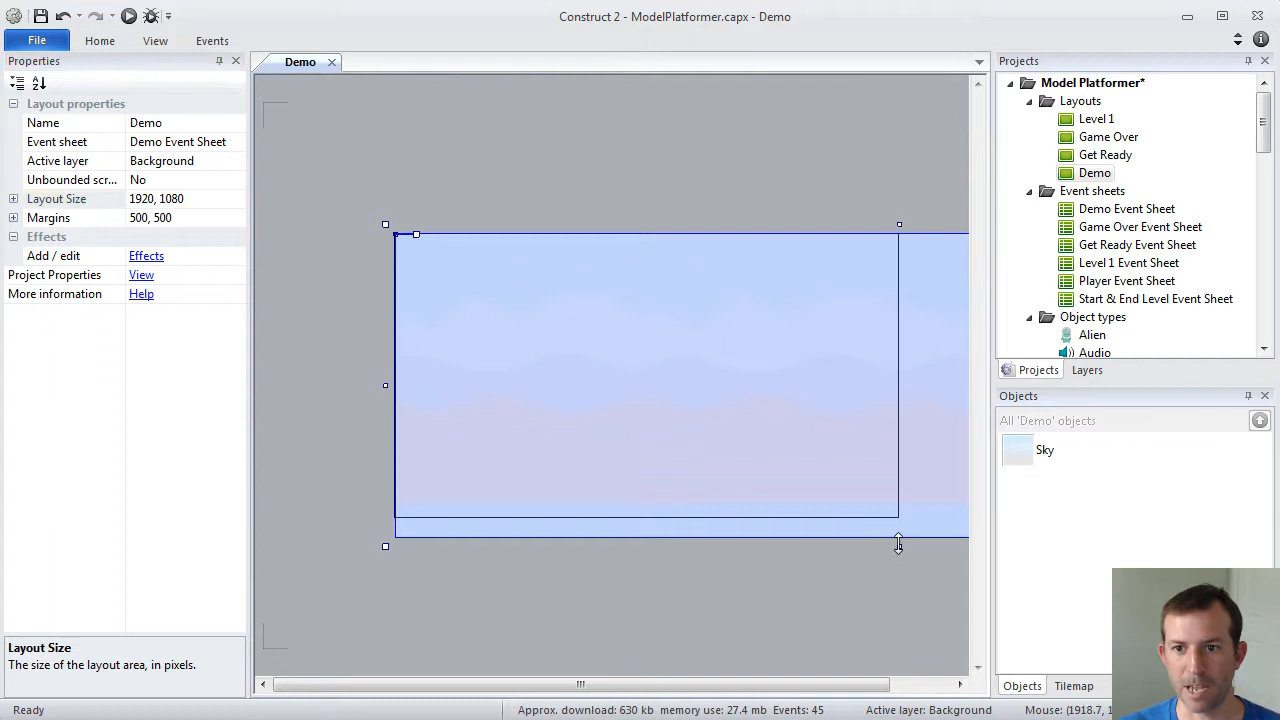 Construct 2 - ModelPlatformer.capx - Demo
File Home View Events
Properties
Layout properties
Name Demo
Event sheet Demo Event Sheet
Active layer Background
Unbounded scr... No
Layout Size 1920, 1080
Margins 500, 500
Effects
Add / edit Effects
Project Properties View
More information Help
Layout Size
The size of the layout area, in pixels.
Demo
Projects
Model Platformer*
Layouts
Level 1
Game Over
Get Ready
Demo
Event sheets
Demo Event Sheet
Game Over Event Sheet
Get Ready Event Sheet
Level 1 Event Sheet
Player Event Sheet
Start & End Level Event Sheet
Object types
Alien
Audio
Projects Layers
Objects
All 'Demo' objects
Sky
Objects Tilemap
Ready Approx. download: 630 kb memory use: 27.4 mb Events: 45 Active layer: Background Mouse: (1918.7, 1